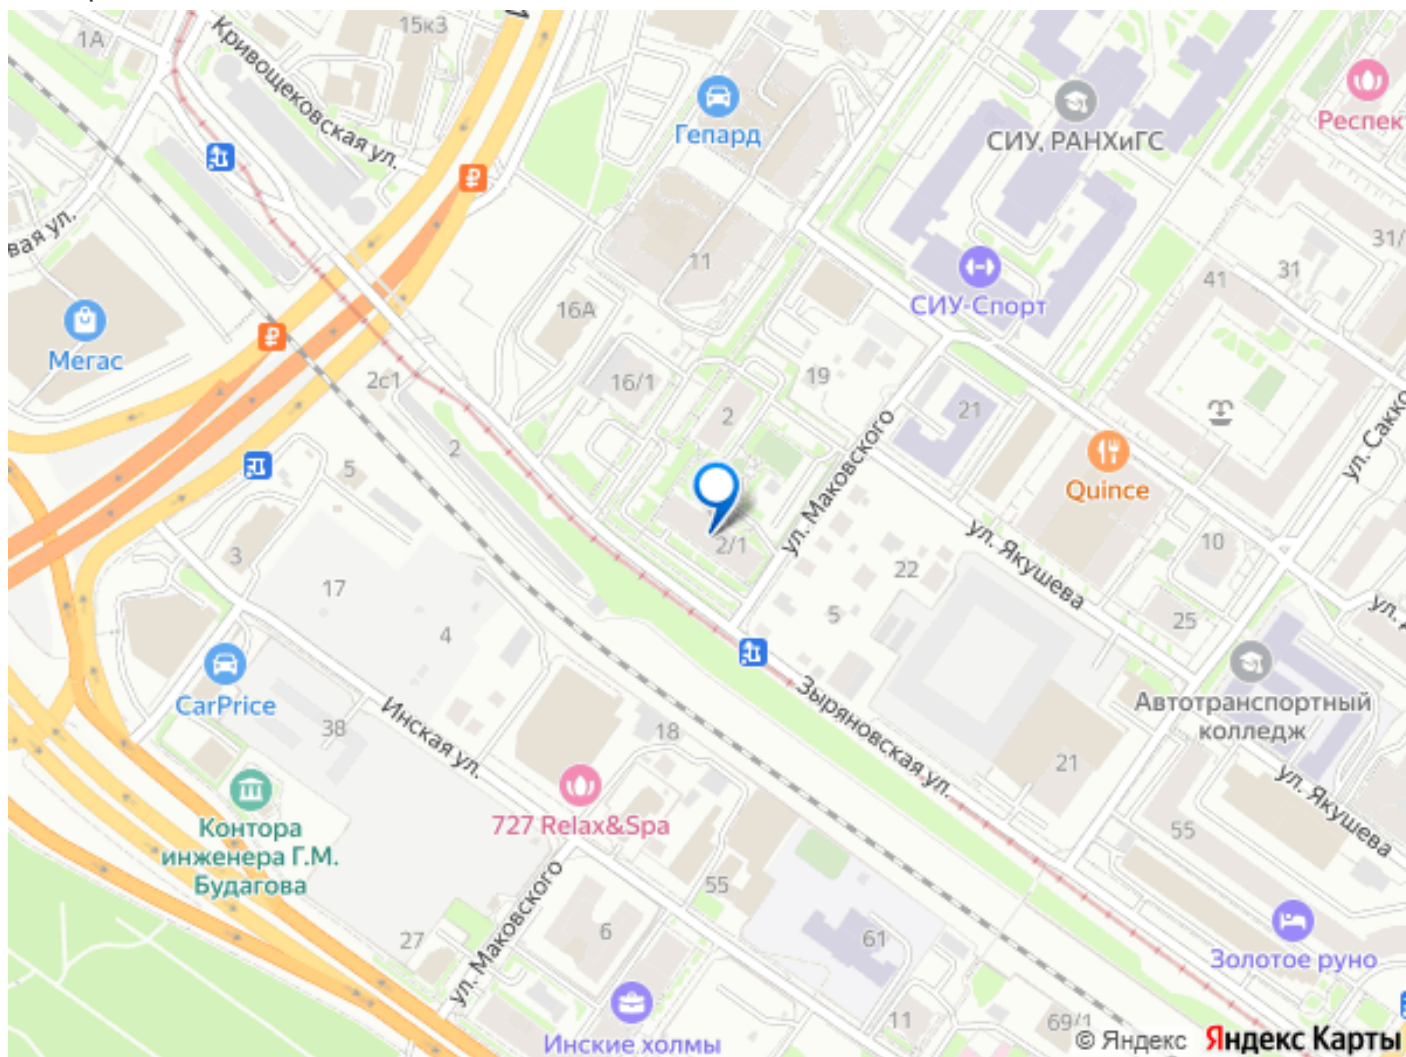 1А
15к3
Кривощековская ул.
Гепард
СИУ, РАНХиГС
Респек
вая ул.
11
31/
31
41
СИУ-Спорт
16А
Мегас
2с1
16/1
19
2
21
ул. Маковского
ул. Сакко
2
5
Quince
3
2/1
ул. Якушева
10
17
22
4
5
25
ул. Д
CarPrice
Зыряновская ул.
Автотранспортный
колледж
38
Инская ул.
18
21
ул. Якушева
727 Relax&Spa
Контора
инженера Г.М.
Будагова
55
55
ул. Маковского
27
6
61
Золотое руно
Инские холмы
11
69/1
© Яндекс Яндекс Карты